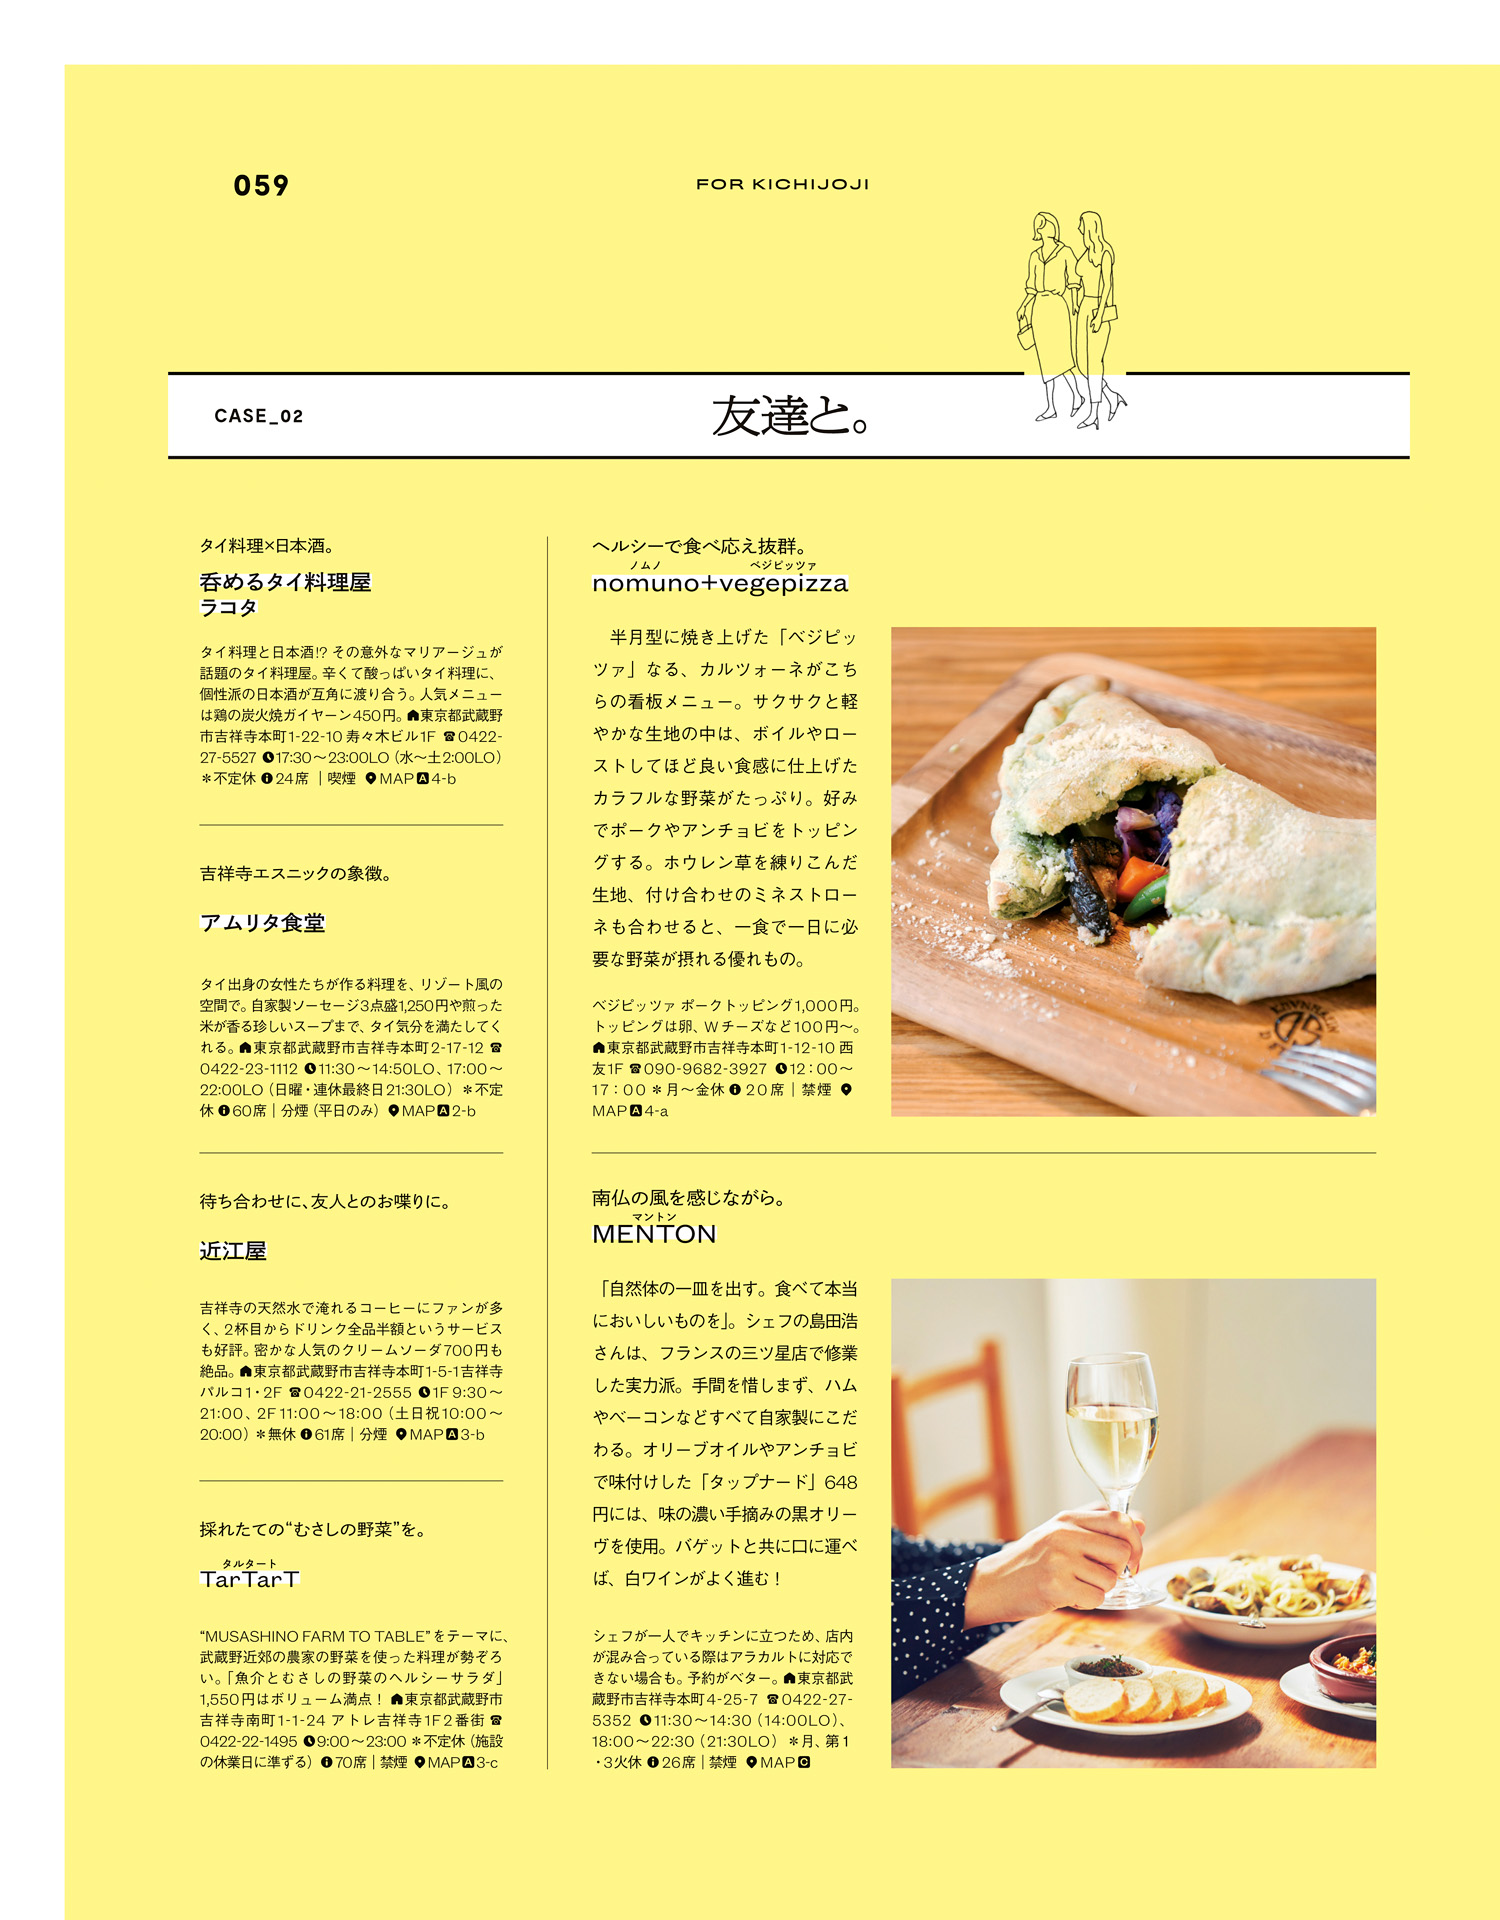 059
FOR KICHIJOJI
CASE_02
友達と。
タイ料理×日本酒。
呑めるタイ料理屋
ラコタ
タイ料理と日本酒!? その意外なマリアージュが
話題のタイ料理屋。辛くて酸っぱいタイ料理に、
個性派の日本酒が互角に渡り合う。人気メニュー
は鶏の炭火焼ガイヤーン450円。東京都武蔵野
市吉祥寺本町1-22-10 寿々木ビル1F ☎0422-
27-5527 17:30〜23:00LO（水〜土2:00LO）
＊不定休 24席｜喫煙 MAP A 4-b
吉祥寺エスニックの象徴。
アムリタ食堂
タイ出身の女性たちが作る料理を、リゾート風の
空間で。自家製ソーセージ3点盛1,250円や煎った
米が香る珍しいスープまで、タイ気分を満たしてく
れる。東京都武蔵野市吉祥寺本町2-17-12 ☎
0422-23-1112 11:30〜14:50LO、17:00〜
22:00LO（日曜・連休最終日21:30LO）＊不定
休 60席｜分煙（平日のみ） MAP A 2-b
待ち合わせに、友人とのお喋りに。
近江屋
吉祥寺の天然水で淹れるコーヒーにファンが多
く、2杯目からドリンク全品半額というサービス
も好評。密かな人気のクリームソーダ700円も
絶品。東京都武蔵野市吉祥寺本町1-5-1吉祥寺
パルコ1・2F ☎0422-21-2555 1F 9:30〜
21:00、2F 11:00〜18:00（土日祝10:00〜
20:00）＊無休 61席｜分煙 MAP A 3-b
採れたての“むさしの野菜”を。
タルタート
TarTarT
“MUSASHINO FARM TO TABLE”をテーマに、
武蔵野近郊の農家の野菜を使った料理が勢ぞろ
い。「魚介とむさしの野菜のヘルシーサラダ」
1,550円はボリューム満点！ 東京都武蔵野市
吉祥寺南町1-1-24 アトレ吉祥寺1F2番街 ☎
0422-22-1495 9:00〜23:00 ＊不定休（施設
の休業日に準ずる） 70席｜禁煙 MAP A 3-c
ヘルシーで食べ応え抜群。
ノムノ ベジピッツァ
nomuno+vegepizza
半月型に焼き上げた「ベジピッ
ツァ」なる、カルツォーネがこち
らの看板メニュー。サクサクと軽
やかな生地の中は、ボイルやロー
ストしてほど良い食感に仕上げた
カラフルな野菜がたっぷり。好み
でポークやアンチョビをトッピン
グする。ホウレン草を練りこんだ
生地、付け合わせのミネストロー
ネも合わせると、一食で一日に必
要な野菜が摂れる優れもの。
ベジピッツァ ポークトッピング1,000円。
トッピングは卵、Wチーズなど100円〜。
東京都武蔵野市吉祥寺本町1-12-10 西
友1F ☎090-9682-3927 12：00〜
17：00 ＊月〜金休 20席｜禁煙
MAP A 4-a
南仏の風を感じながら。
マントン
MENTON
「自然体の一皿を出す。食べて本当
においしいものを」。シェフの島田浩
さんは、フランスの三ツ星店で修業
した実力派。手間を惜しまず、ハム
やベーコンなどすべて自家製にこだ
わる。オリーブオイルやアンチョビ
で味付けした「タップナード」648
円には、味の濃い手摘みの黒オリー
ヴを使用。バゲットと共に口に運べ
ば、白ワインがよく進む！
シェフが一人でキッチンに立つため、店内
が混み合っている際はアラカルトに対応で
きない場合も。予約がベター。東京都武
蔵野市吉祥寺本町4-25-7 ☎0422-27-
5352 11:30〜14:30（14:00LO）、
18:00〜22:30（21:30LO） ＊月、第1
・3火休 26席｜禁煙 MAP C